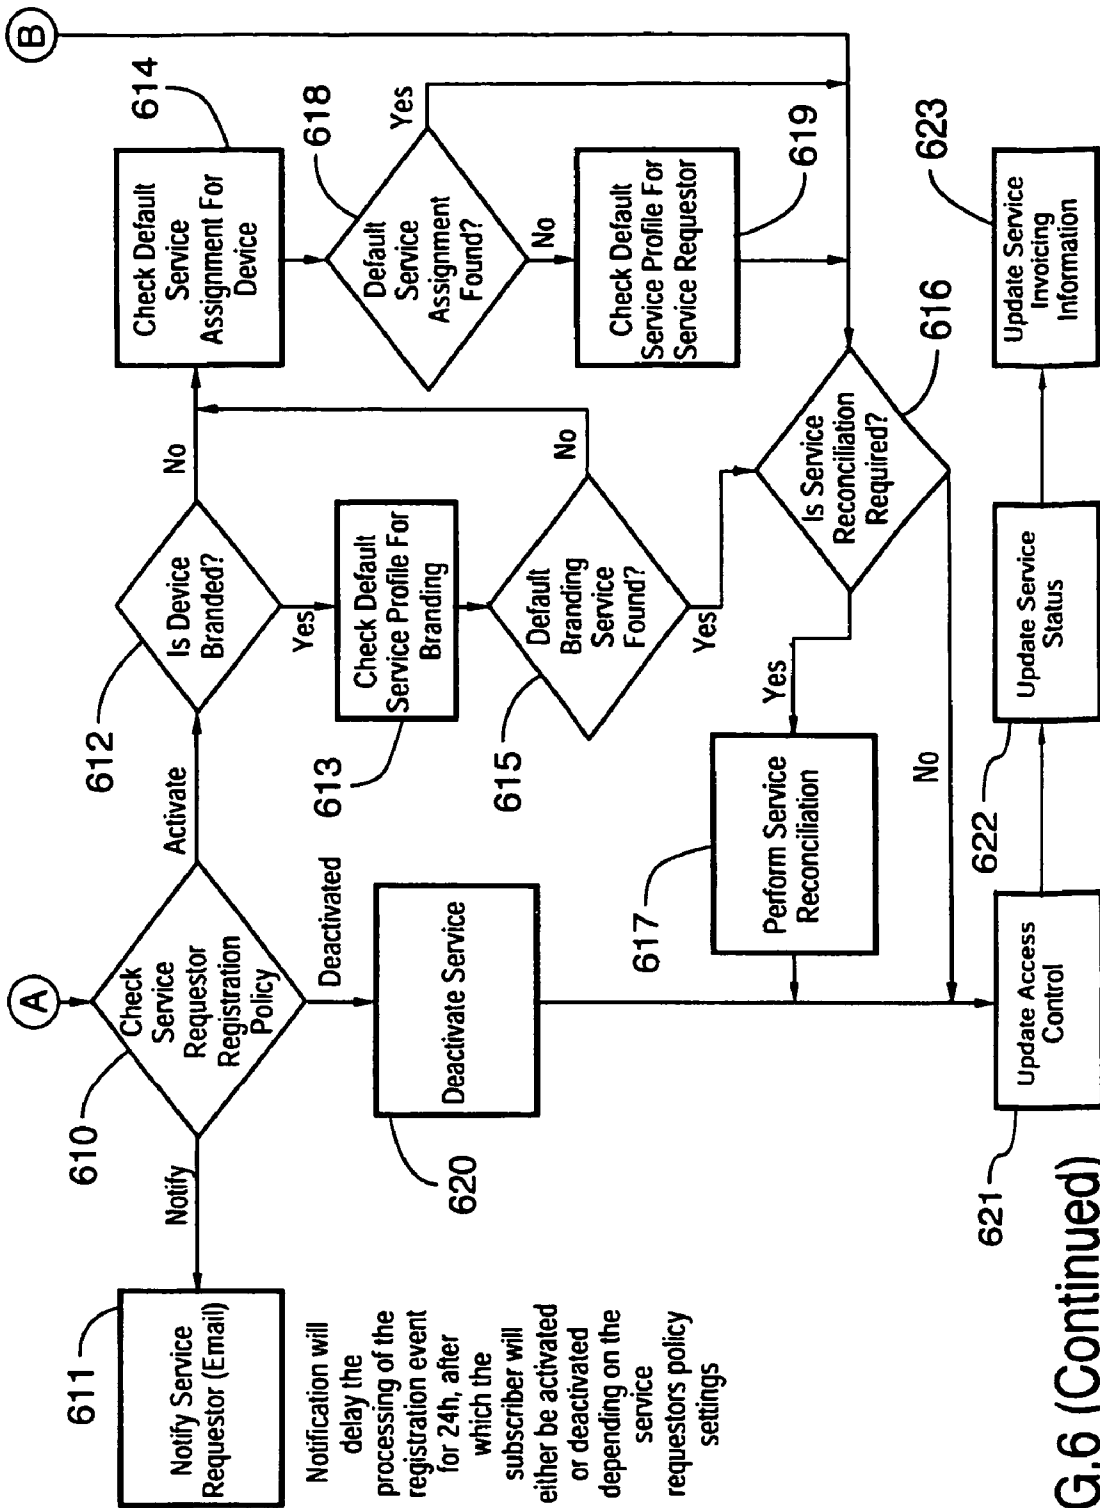 A
B
610
Check
Service
Requestor
Registration
Policy
Notify
Activate
Deactivated
611
Notify Service
Requestor (Email)
Notification will
delay the
processing of the
registration event
for 24h, after
which the
subscriber will
either be activated
or deactivated
depending on the
service
requestors policy
settings
612
Is Device
Branded?
No
Yes
613
Check Default
Service Profile For
Branding
614
Check Default
Service
Assignment For
Device
615
Default
Branding
Service
Found?
No
Yes
618
Default
Service
Assignment
Found?
Yes
No
619
Check Default
Service Profile For
Service Requestor
616
Is Service
Reconciliation
Required?
Yes
No
617
Perform Service
Reconciliation
620
Deactivate Service
621
Update Access
Control
622
Update Service
Status
623
Update Service
Invoicing
Information
G.6 (Continued)